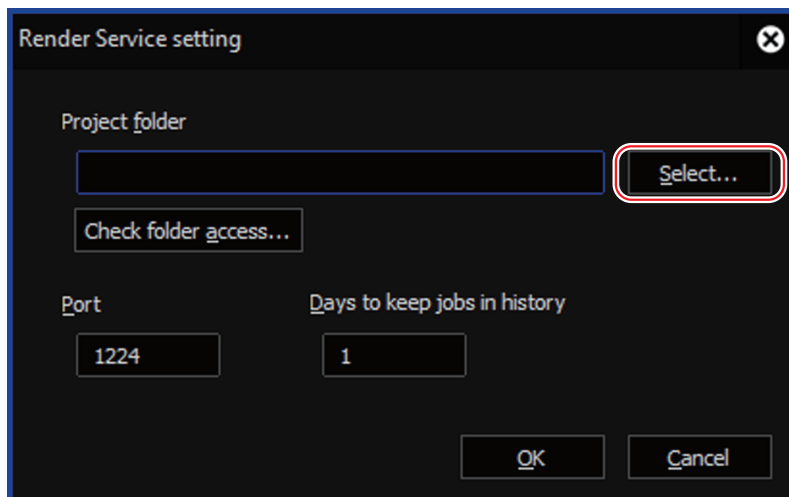 Render Service setting
Project folder
Select...
Check folder access...
Port
Days to keep jobs in history
1224
1
OK
Cancel